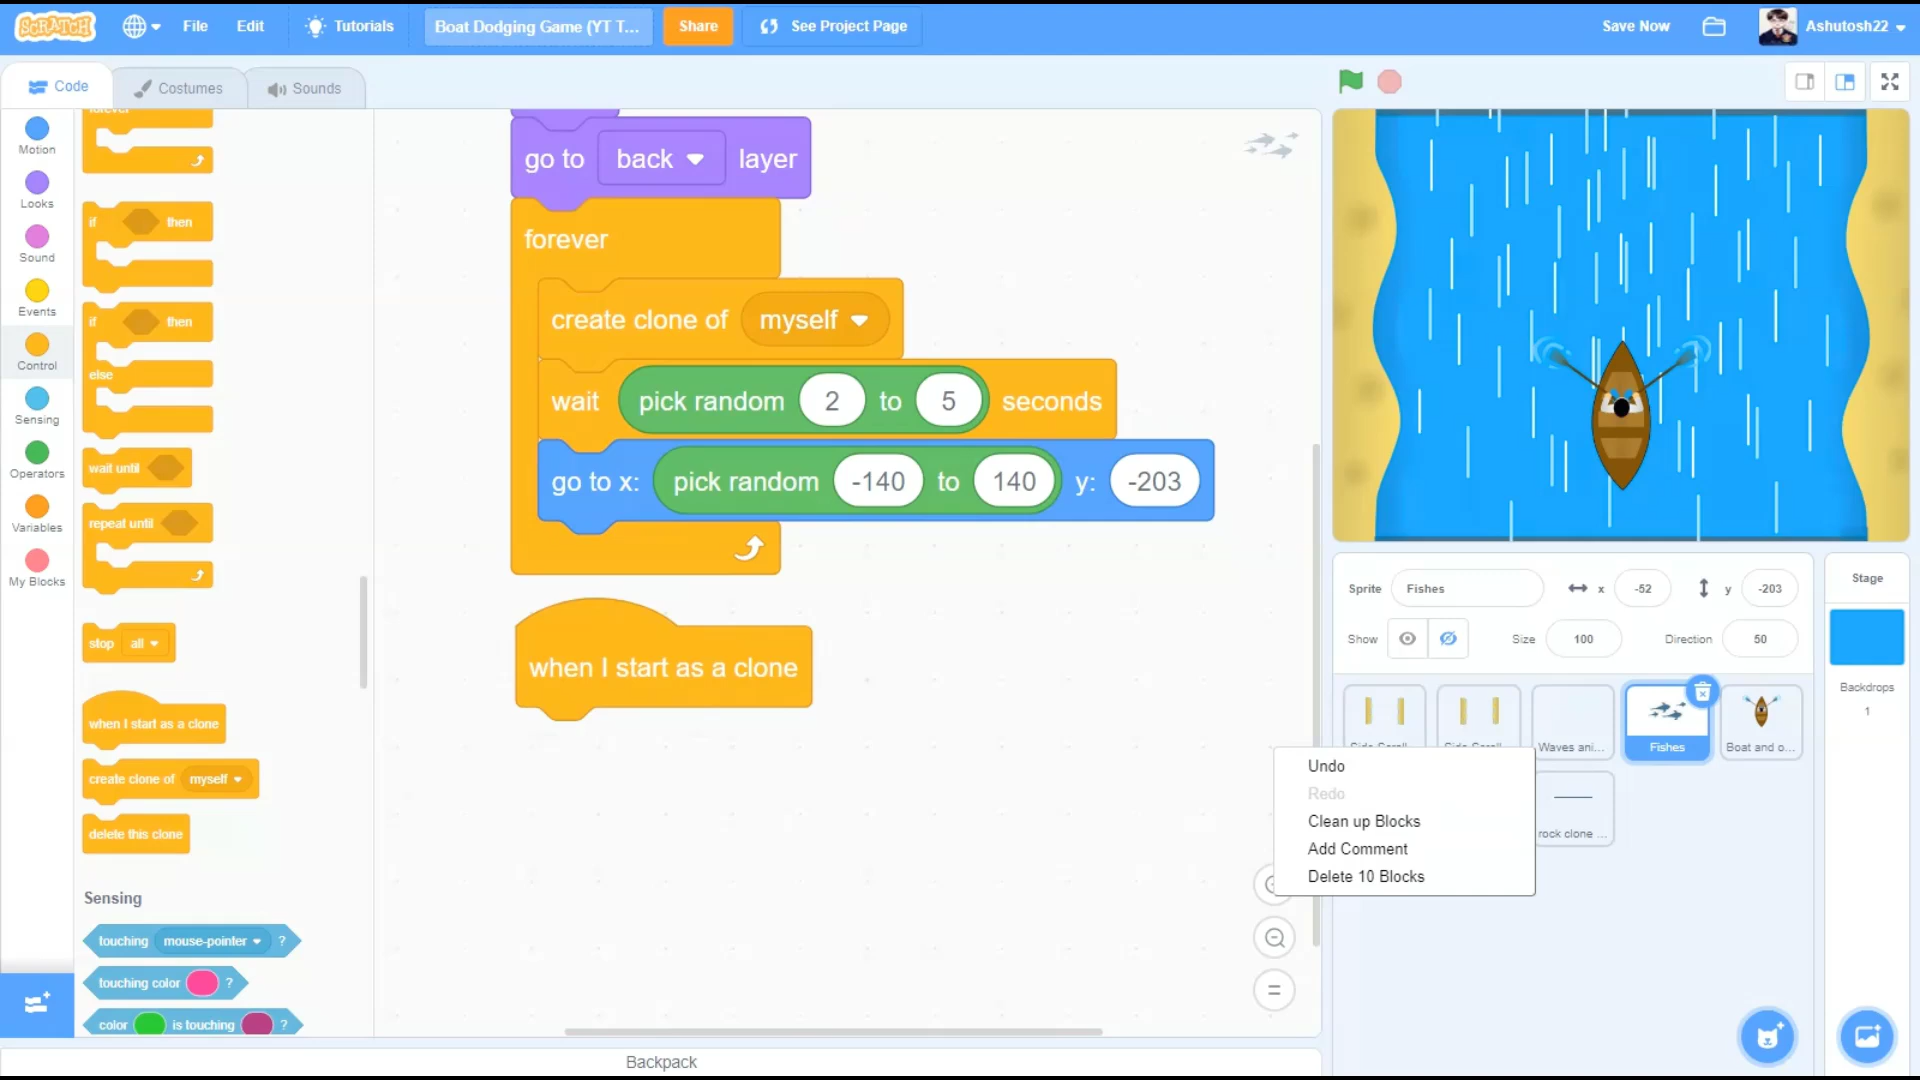 SCRATCH File Edit Tutorials Boat Dodging Game (YT T... Share See Project Page Save Now Ashutosh22
Code Costumes Sounds
Motion
Looks
Sound
Events
Control
Sensing
Operators
Variables
My Blocks
forever
if then
if then
else
wait until
repeat until
stop all
when I start as a clone
create clone of myself
delete this clone
Sensing
touching mouse-pointer ?
touching color ?
color is touching ?
go to back layer
forever
create clone of myself
wait pick random 2 to 5 seconds
go to x: pick random -140 to 140 y: -203
when I start as a clone
Undo
Redo
Clean up Blocks
Add Comment
Delete 10 Blocks
Sprite Fishes x -52 y -203
Show Size 100 Direction 50
Side Scroll Side Scroll Waves ani... Fishes Boat and o...
rock clone ...
Stage
Backdrops
1
Backpack